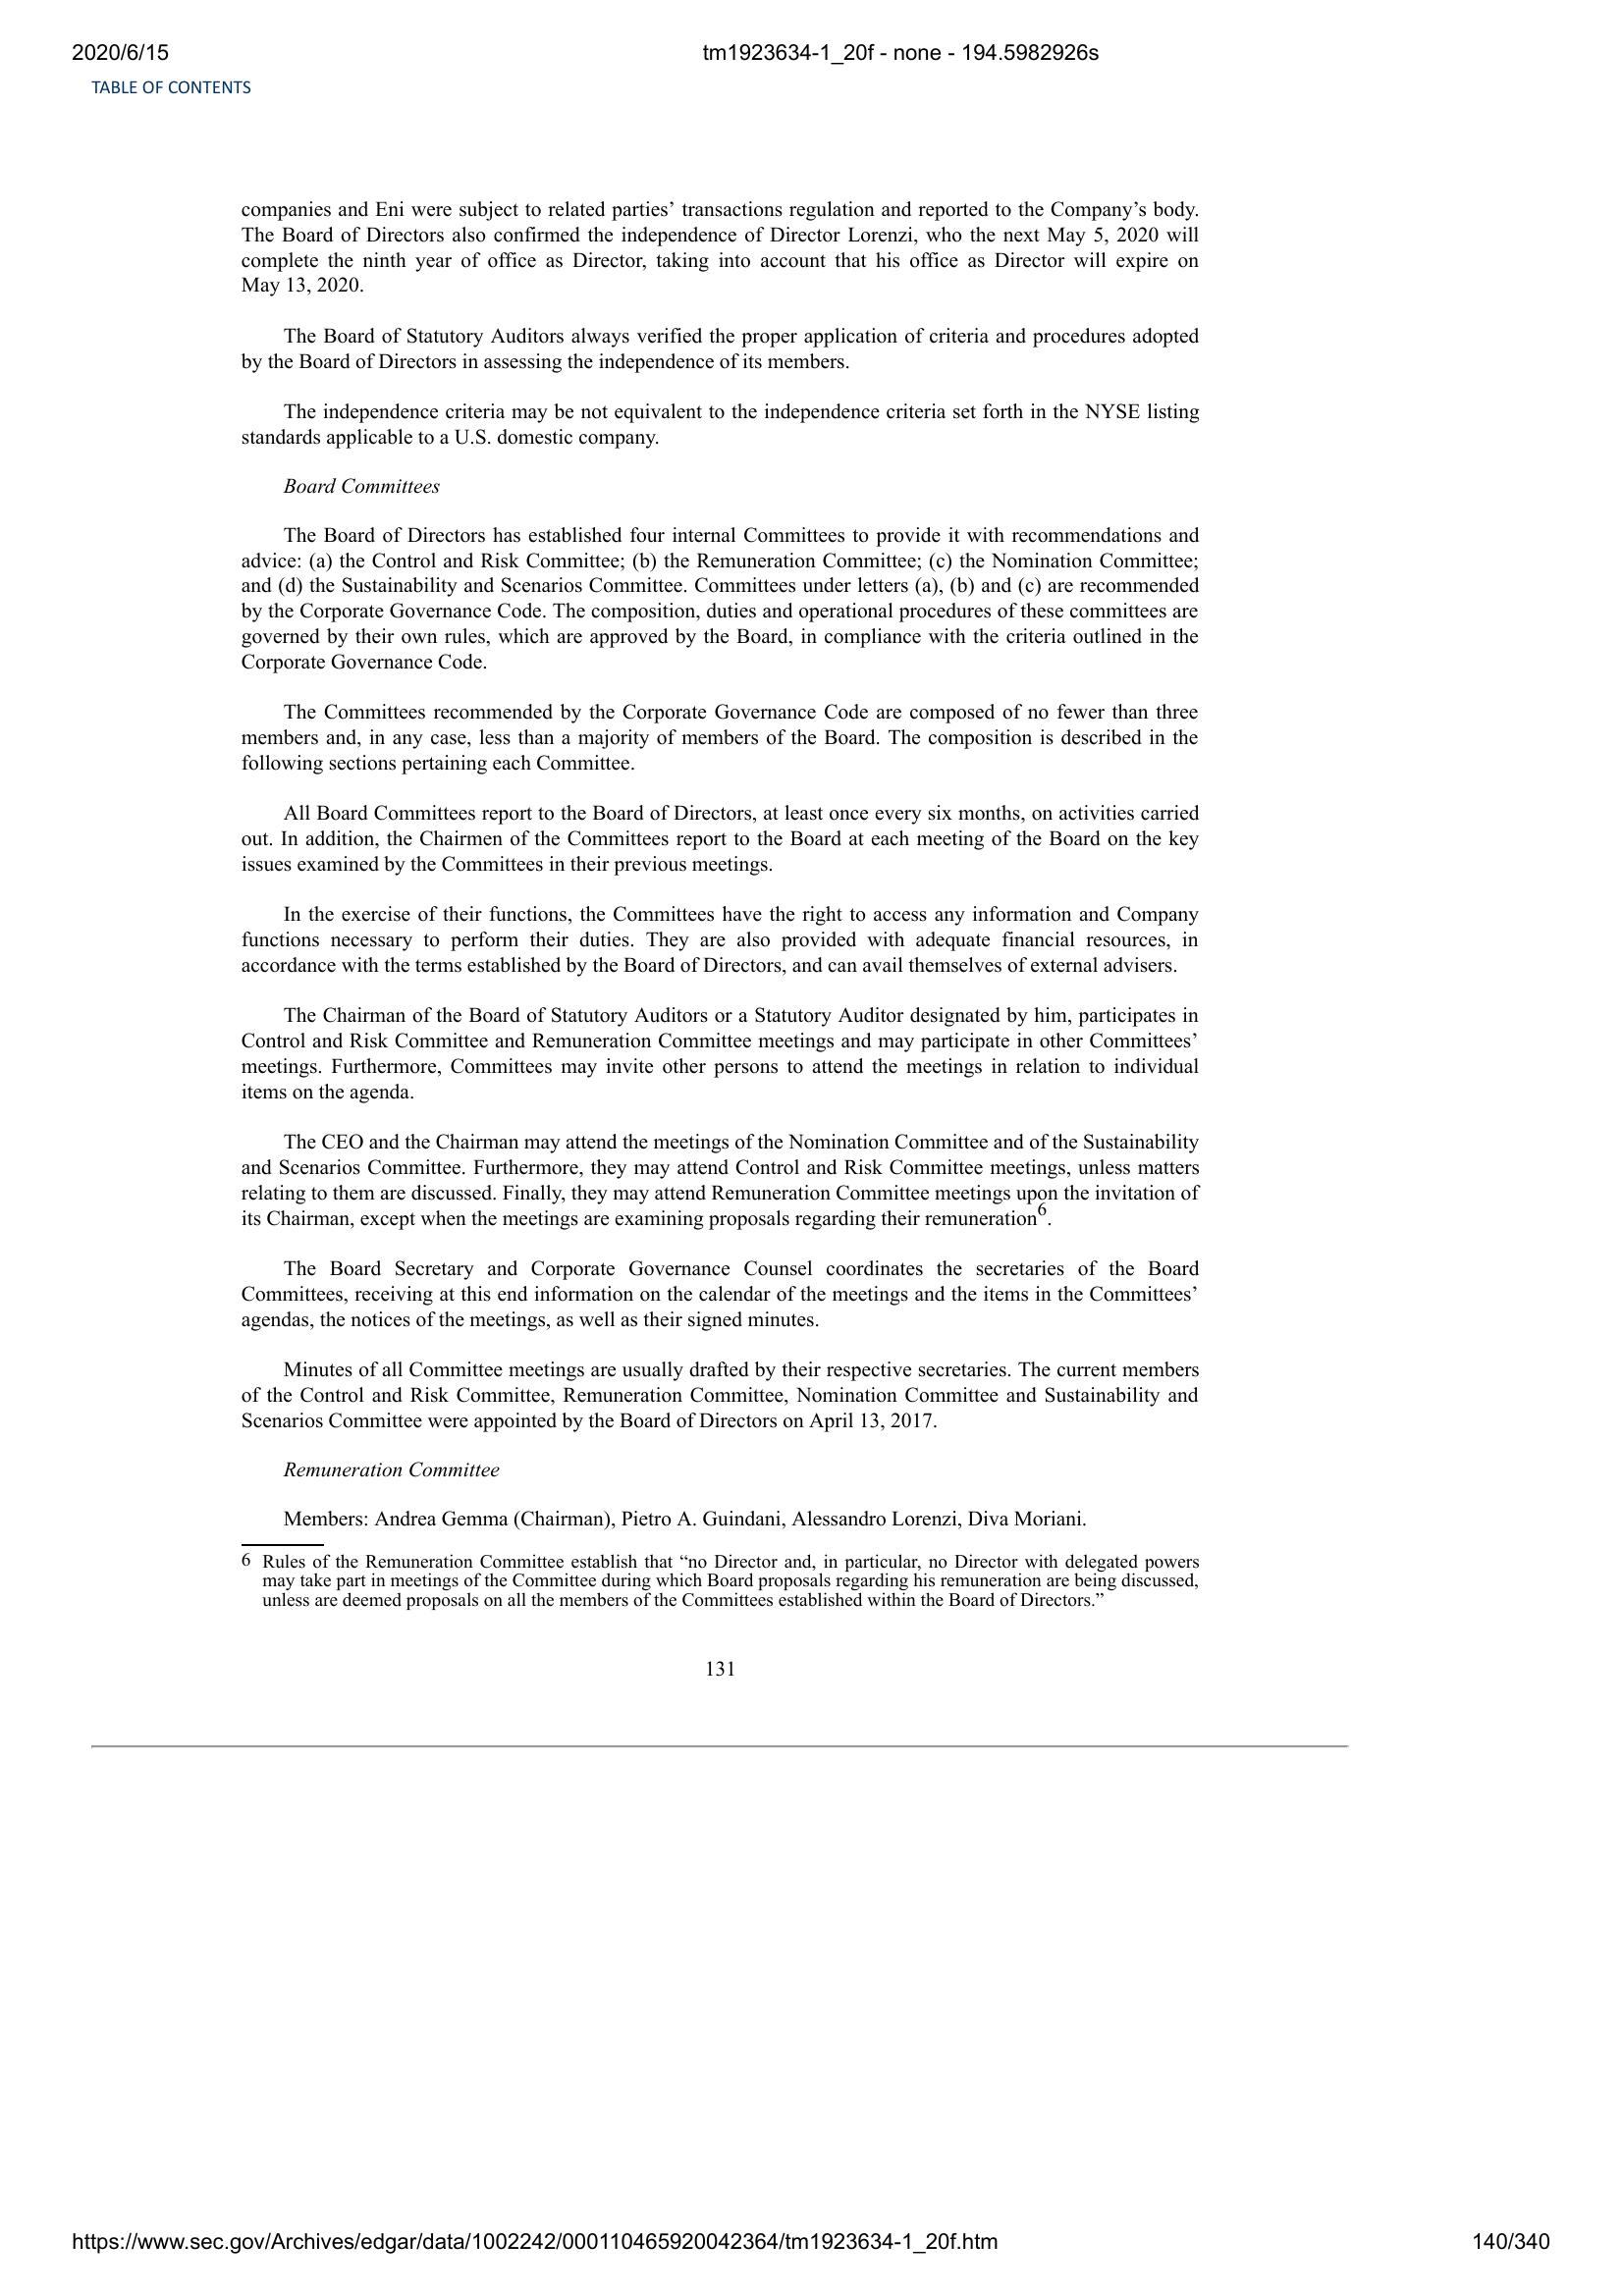 2020/6/15 tm1923634-1_20f - none - 194.5982926s
TABLE OF CONTENTS
companies and Eni were subject to related parties’ transactions regulation and reported to the Company’s body.
The Board of Directors also confirmed the independence of Director Lorenzi, who the next May 5, 2020 will
complete the ninth year of office as Director, taking into account that his office as Director will expire on
May 13, 2020.
The Board of Statutory Auditors always verified the proper application of criteria and procedures adopted
by the Board of Directors in assessing the independence of its members.
The independence criteria may be not equivalent to the independence criteria set forth in the NYSE listing
standards applicable to a U.S. domestic company.
Board Committees
The Board of Directors has established four internal Committees to provide it with recommendations and
advice: (a) the Control and Risk Committee; (b) the Remuneration Committee; (c) the Nomination Committee;
and (d) the Sustainability and Scenarios Committee. Committees under letters (a), (b) and (c) are recommended
by the Corporate Governance Code. The composition, duties and operational procedures of these committees are
governed by their own rules, which are approved by the Board, in compliance with the criteria outlined in the
Corporate Governance Code.
The Committees recommended by the Corporate Governance Code are composed of no fewer than three
members and, in any case, less than a majority of members of the Board. The composition is described in the
following sections pertaining each Committee.
All Board Committees report to the Board of Directors, at least once every six months, on activities carried
out. In addition, the Chairmen of the Committees report to the Board at each meeting of the Board on the key
issues examined by the Committees in their previous meetings.
In the exercise of their functions, the Committees have the right to access any information and Company
functions necessary to perform their duties. They are also provided with adequate financial resources, in
accordance with the terms established by the Board of Directors, and can avail themselves of external advisers.
The Chairman of the Board of Statutory Auditors or a Statutory Auditor designated by him, participates in
Control and Risk Committee and Remuneration Committee meetings and may participate in other Committees’
meetings. Furthermore, Committees may invite other persons to attend the meetings in relation to individual
items on the agenda.
The CEO and the Chairman may attend the meetings of the Nomination Committee and of the Sustainability
and Scenarios Committee. Furthermore, they may attend Control and Risk Committee meetings, unless matters
relating to them are discussed. Finally, they may attend Remuneration Committee meetings upon the invitation of
its Chairman, except when the meetings are examining proposals regarding their remuneration6.
The Board Secretary and Corporate Governance Counsel coordinates the secretaries of the Board
Committees, receiving at this end information on the calendar of the meetings and the items in the Committees’
agendas, the notices of the meetings, as well as their signed minutes.
Minutes of all Committee meetings are usually drafted by their respective secretaries. The current members
of the Control and Risk Committee, Remuneration Committee, Nomination Committee and Sustainability and
Scenarios Committee were appointed by the Board of Directors on April 13, 2017.
Remuneration Committee
Members: Andrea Gemma (Chairman), Pietro A. Guindani, Alessandro Lorenzi, Diva Moriani.
6 Rules of the Remuneration Committee establish that “no Director and, in particular, no Director with delegated powers
may take part in meetings of the Committee during which Board proposals regarding his remuneration are being discussed,
unless are deemed proposals on all the members of the Committees established within the Board of Directors.”
131
https://www.sec.gov/Archives/edgar/data/1002242/000110465920042364/tm1923634-1_20f.htm 140/340